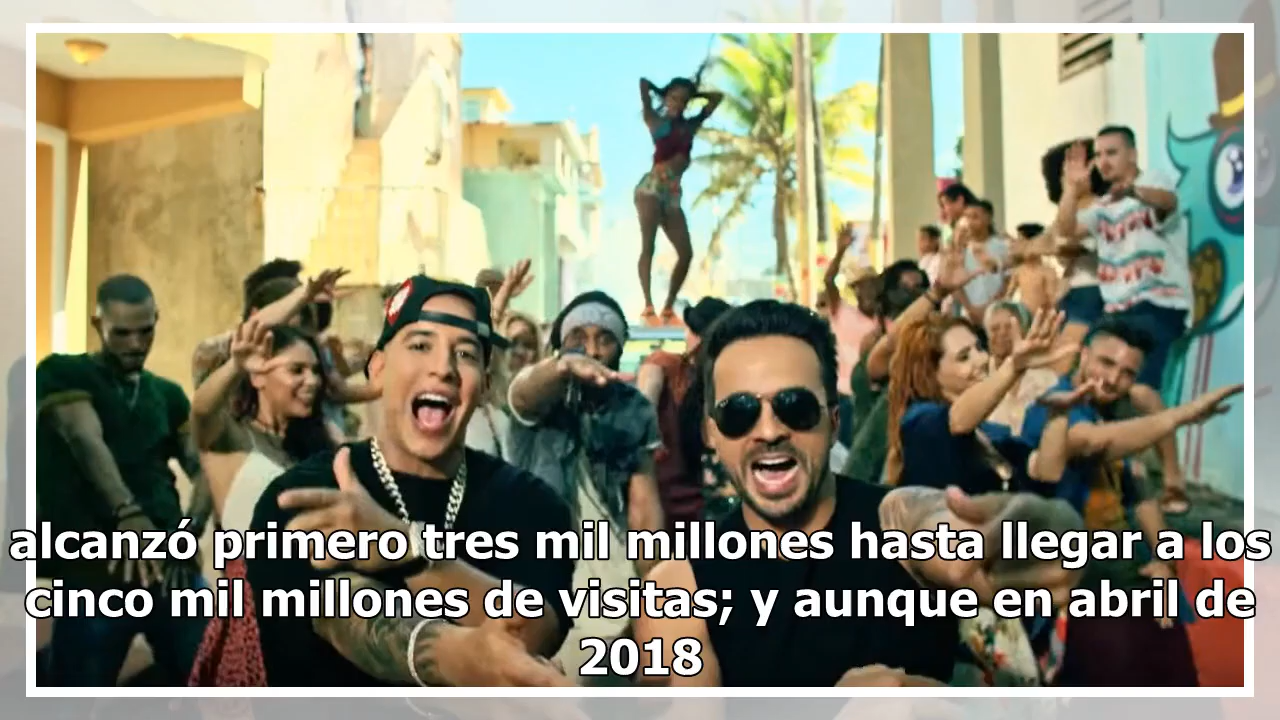 alcanzó primero tres mil millones hasta llegar a los
cinco mil millones de visitas; y aunque en abril de
2018